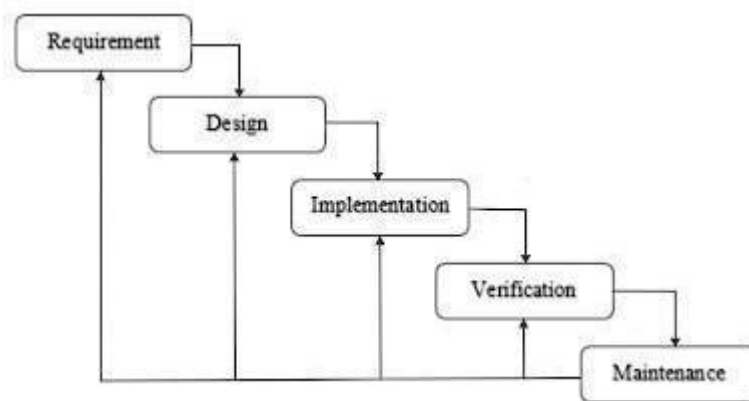 Requirement
Design
Implementation
Verification
Maintenance